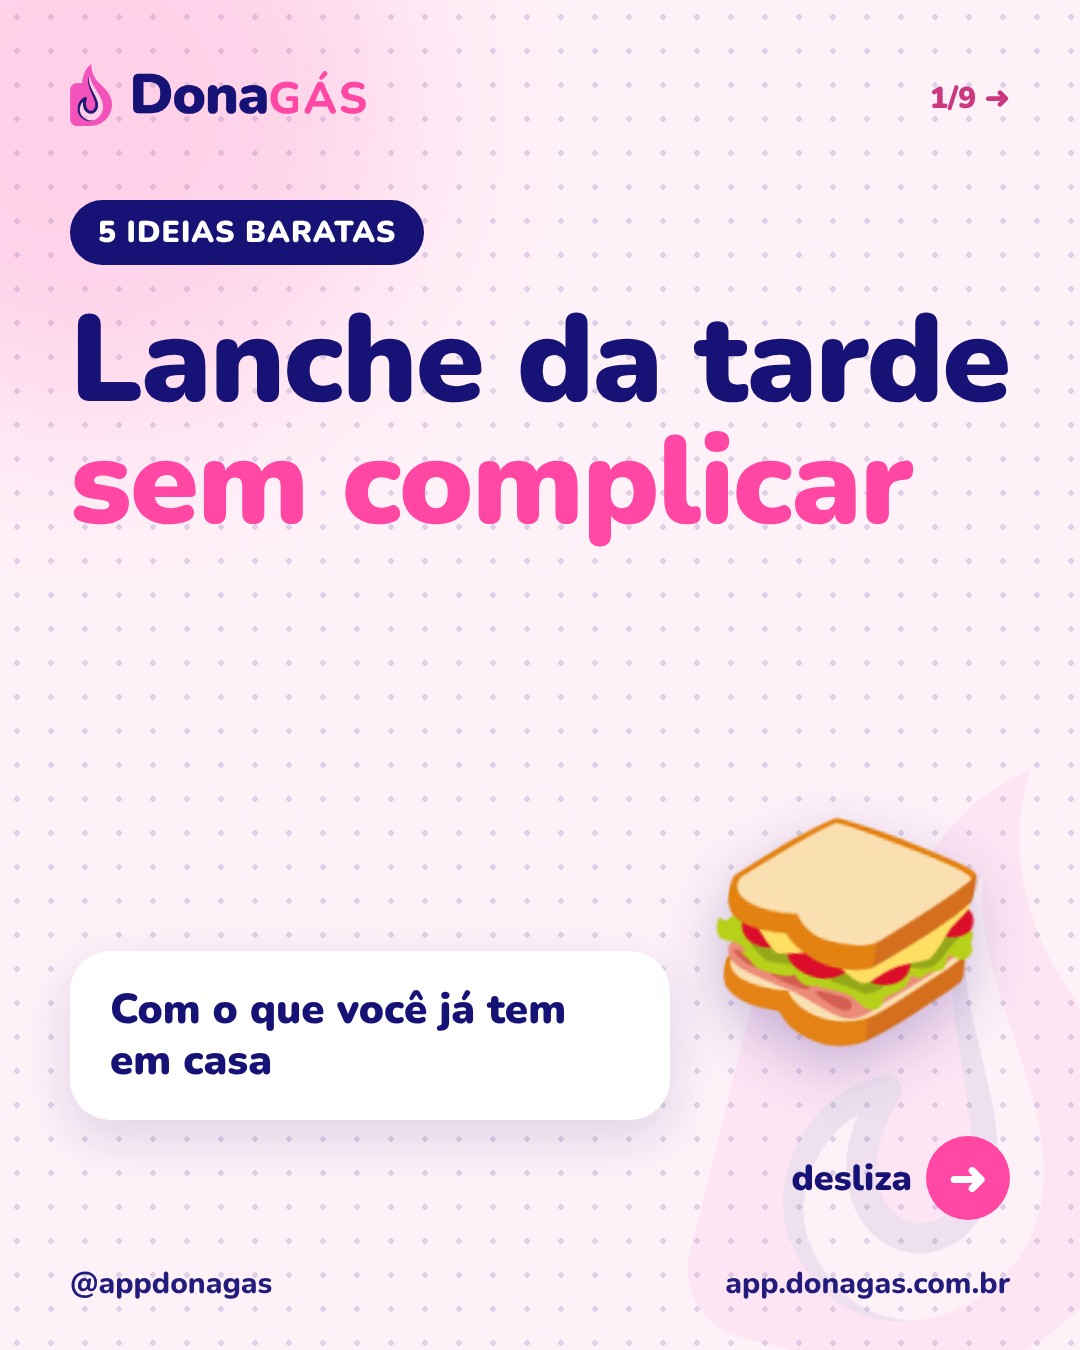 DonaGÁS
1/9 →
5 IDEIAS BARATAS
Lanche da tarde
sem complicar
Com o que você já tem
em casa
desliza →
@appdonagas
app.donagas.com.br